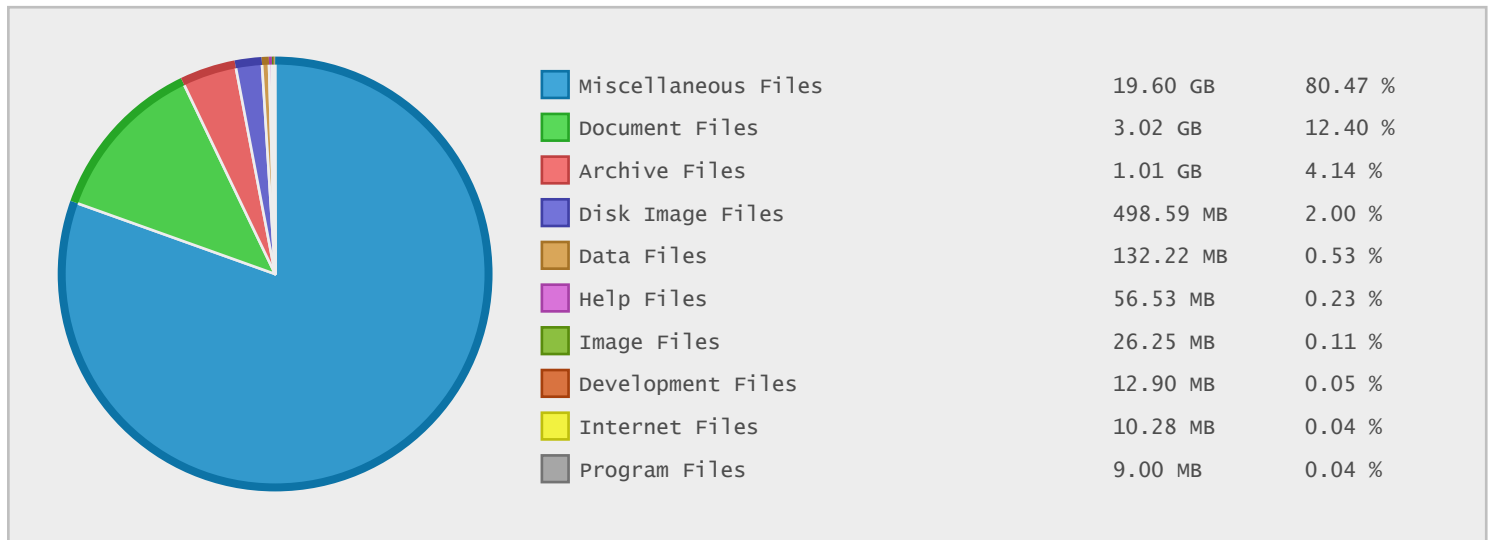 Miscellaneous Files 19.60 GB 80.47 %
Document Files 3.02 GB 12.40 %
Archive Files 1.01 GB 4.14 %
Disk Image Files 498.59 MB 2.00 %
Data Files 132.22 MB 0.53 %
Help Files 56.53 MB 0.23 %
Image Files 26.25 MB 0.11 %
Development Files 12.90 MB 0.05 %
Internet Files 10.28 MB 0.04 %
Program Files 9.00 MB 0.04 %